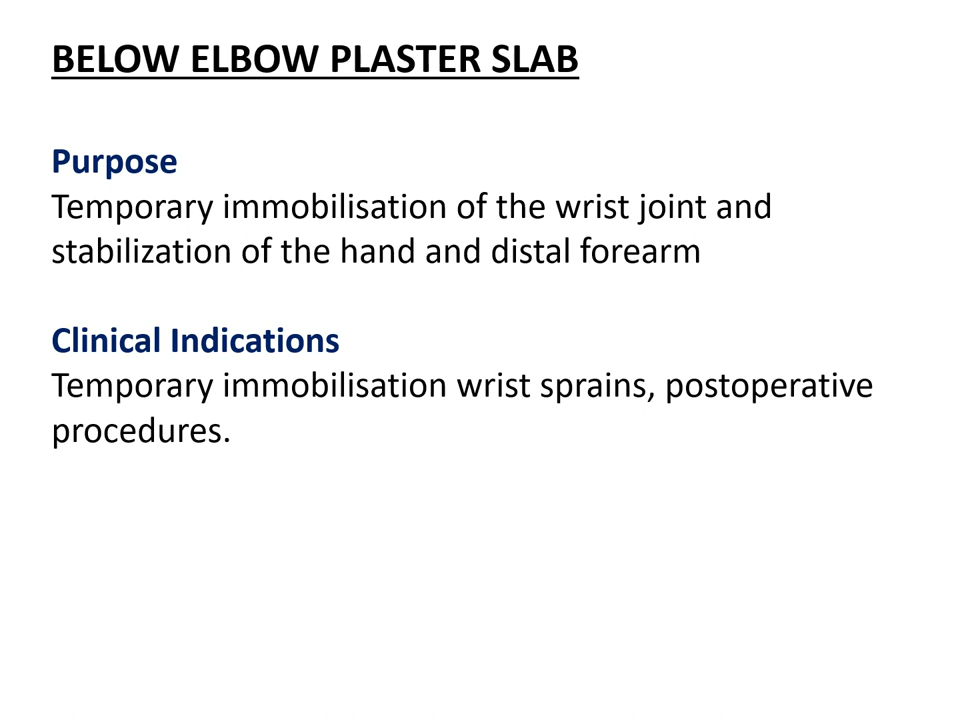 BELOW ELBOW PLASTER SLAB
Purpose
Temporary immobilisation of the wrist joint and
stabilization of the hand and distal forearm
Clinical Indications
Temporary immobilisation wrist sprains, postoperative
procedures.